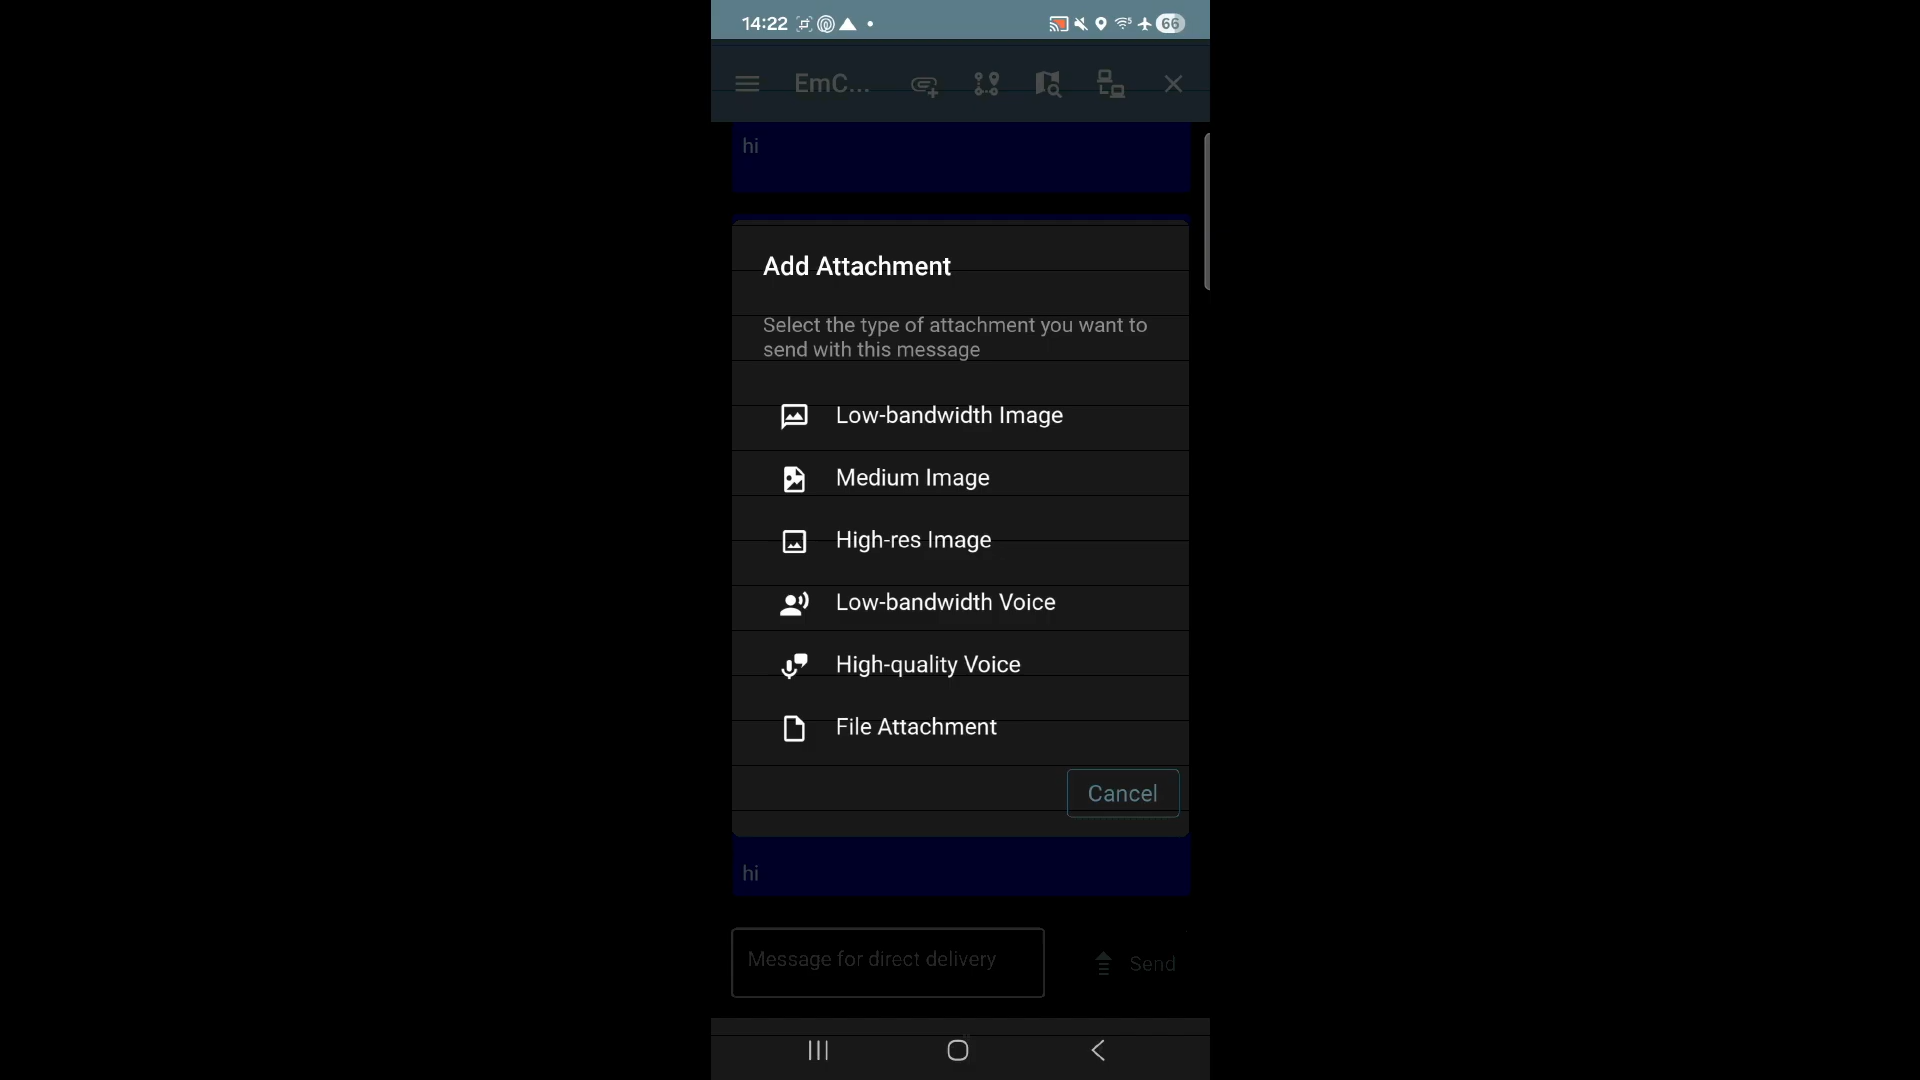 14:22
66
EmC...
hi
Add Attachment
Select the type of attachment you want to
send with this message
Low-bandwidth Image
Medium Image
High-res Image
Low-bandwidth Voice
High-quality Voice
File Attachment
Cancel
hi
Message for direct delivery
Send